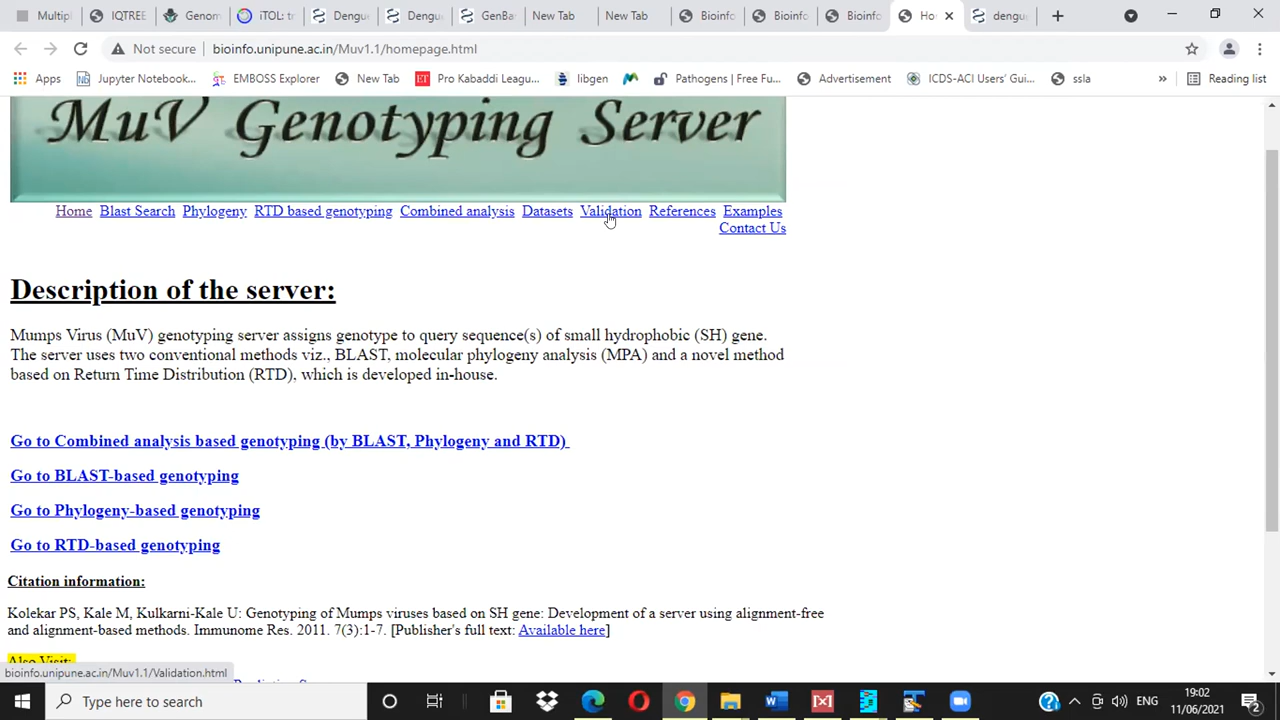 Multipl
IQTREE
Genom
iTOL: tr
Dengu
Dengu
GenBa
New Tab
New Tab
Bioinf
Bioinf
Bioinf
Ho
dengu
Not secure
bioinfo.unipune.ac.in/Muv1.1/homepage.html
Apps
Jupyter Notebook...
EMBOSS Explorer
New Tab
Pro Kabaddi Leagu...
libgen
Pathogens | Free Fu...
Advertisement
ICDS-ACI Users' Gui...
ssla
»
Reading list
MuV Genotyping Server
Home Blast Search Phylogeny RTD based genotyping Combined analysis Datasets Validation References Examples
Contact Us
Description of the server:
Mumps Virus (MuV) genotyping server assigns genotype to query sequence(s) of small hydrophobic (SH) gene.
The server uses two conventional methods viz., BLAST, molecular phylogeny analysis (MPA) and a novel method
based on Return Time Distribution (RTD), which is developed in-house.
Go to Combined analysis based genotyping (by BLAST, Phylogeny and RTD)
Go to BLAST-based genotyping
Go to Phylogeny-based genotyping
Go to RTD-based genotyping
Citation information:
Kolekar PS, Kale M, Kulkarni-Kale U: Genotyping of Mumps viruses based on SH gene: Development of a server using alignment-free
and alignment-based methods. Immunome Res. 2011. 7(3):1-7. [Publisher's full text: Available here]
Also Visit:
bioinfo.unipune.ac.in/Muv1.1/Validation.html
Type here to search
ENG
19:02
11/06/2021
2